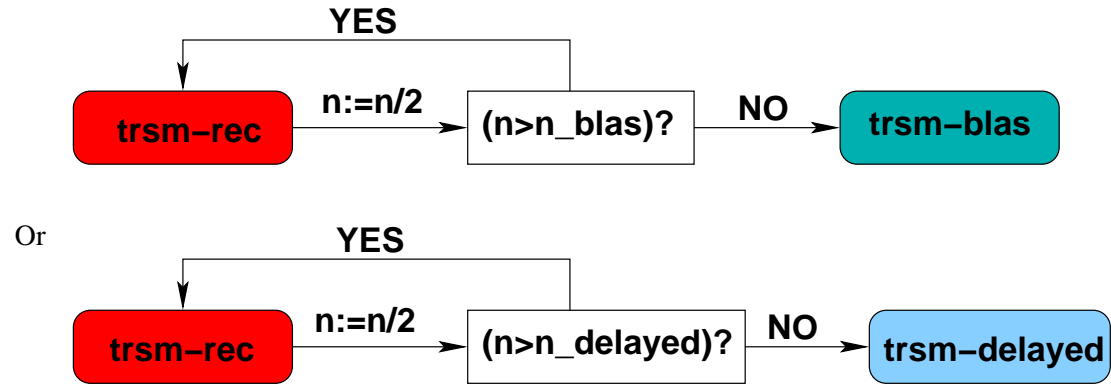 YES
trsm-rec
n:=n/2
(n>n_blas)?
NO
trsm-blas
Or
YES
trsm-rec
n:=n/2
(n>n_delayed)?
NO
trsm-delayed